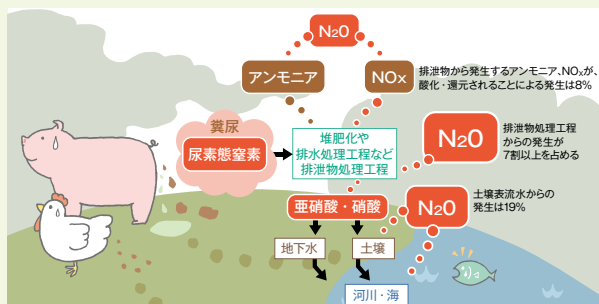 N2O
アンモニア
NOx
排泄物から発生するアンモニア、NOxが、
酸化・還元されることによる発生は8%
糞尿
尿素態窒素
堆肥化や
排水処理工程など
排泄物処理工程
N2O
排泄物処理工程
からの発生が
7割以上を占める
亜硝酸・硝酸
N2O
土壌表流水からの
発生は19%
地下水
土壌
河川・海